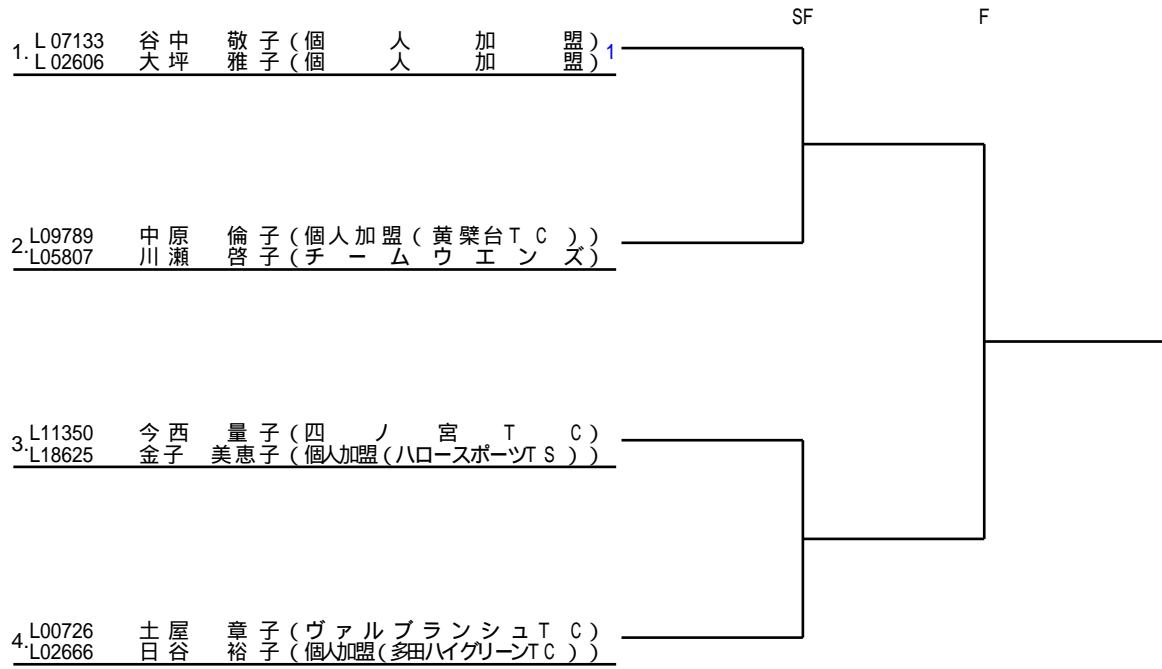 SF F
1. L 07133 谷中 敬子(個人加盟) 1
L 02606 大坪 雅子(個人加盟)
2. L09789 中原 倫子(個人加盟(黄檗台TC))
L05807 川瀬 啓子(チームウエンズ)
3. L11350 今西 量子(四ノ宮TC)
L18625 金子 美恵子(個人加盟(ハロースポーツTS))
4. L00726 土屋 章子(ヴァルブランシュTC)
L02666 日谷 裕子(個人加盟(多田ハイグリーンTC))